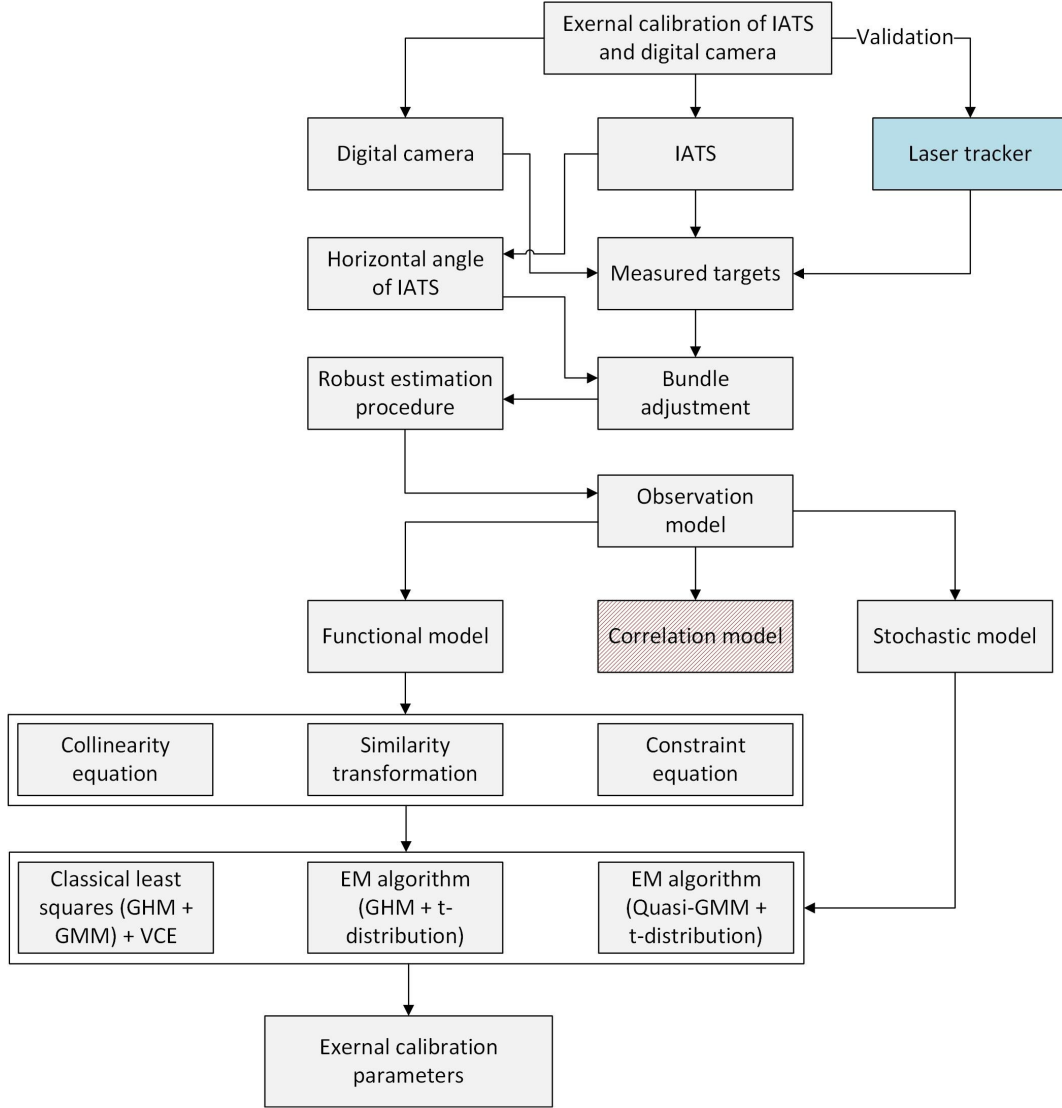 Exernal calibration of IATS
and digital camera
Validation
Digital camera
IATS
Laser tracker
Horizontal angle
of IATS
Measured targets
Robust estimation
procedure
Bundle
adjustment
Observation
model
Functional model
Correlation model
Stochastic model
Collinearity
equation
Similarity
transformation
Constraint
equation
Classical least
squares (GHM +
GMM) + VCE
EM algorithm
(GHM + t-
distribution)
EM algorithm
(Quasi-GMM +
t-distribution)
Exernal calibration
parameters